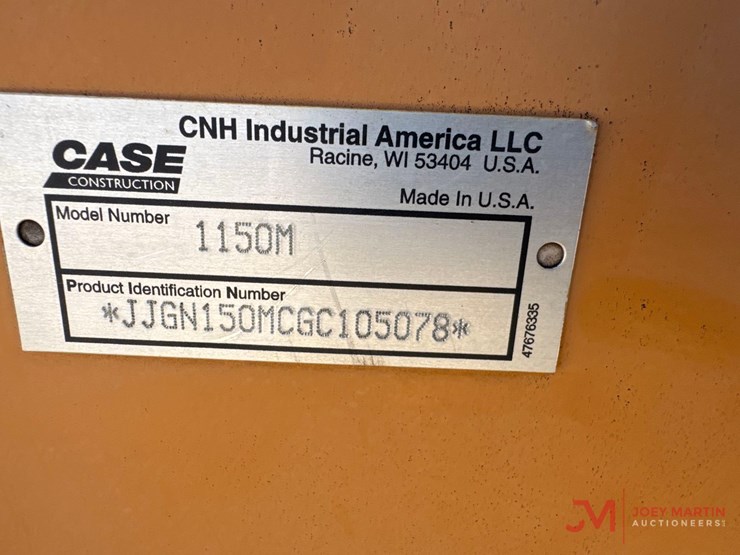 CNH Industrial America LLC
Racine, WI 53404 U.S.A.
CASE
CONSTRUCTION
Made In U.S.A.
Model Number
1150M
Product Identification Number
*JJGN150MCGC105078*
47676335
JM
JOEY MARTIN
AUCTIONEERS